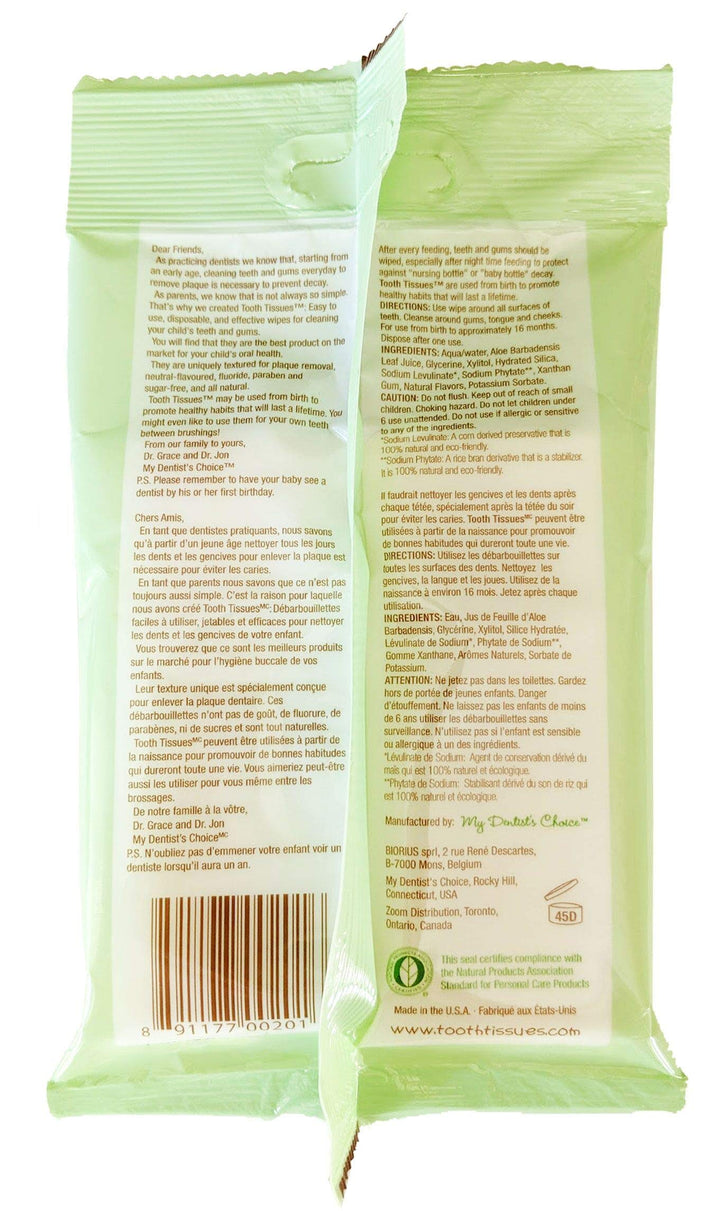 Dear Friends,
As practicing dentists we know that, starting from
an early age, cleaning teeth and gums everyday to
remove plaque is necessary to prevent decay.
As parents, we know that is not always so simple.
That's why we created Tooth Tissues™: Easy to
use, disposable, and effective wipes for cleaning
your child's teeth and gums.
You will find that they are the best product on the
market for your child's oral health.
They are uniquely textured for plaque removal,
neutral-flavoured, fluoride, paraben and
sugar-free, and all natural.
Tooth Tissues™ may be used from birth to
promote healthy habits that will last a lifetime. You
might even like to use them for your own teeth
between brushings!
From our family to yours,
Dr. Grace and Dr. Jon
My Dentist's Choice™
P.S. Please remember to have your baby see a
dentist by his or her first birthday.
Chers Amis,
En tant que dentistes pratiquants, nous savons
qu'à partir d'un jeune âge nettoyer tous les jours
les dents et les gencives pour enlever la plaque est
nécessaire pour éviter les caries.
En tant que parents nous savons que ce n'est pas
toujours aussi simple. C'est la raison pour laquelle
nous avons créé Tooth Tissues MC: Débarbouillettes
faciles à utiliser, jetables et efficaces pour nettoyer
les dents et les gencives de votre enfant.
Vous trouverez que ce sont les meilleurs produits
sur le marché pour l'hygiène buccale de vos
enfants.
Leur texture unique est spécialement conçue
pour enlever la plaque dentaire. Ces
débarbouillettes n'ont pas de goût, de fluorure, de
parabènes, ni de sucres et sont tout naturelles.
Tooth Tissues MC peuvent être utilisées à partir de
la naissance pour promouvoir de bonnes habitudes
qui dureront toute une vie. Vous aimeriez peut-être
aussi les utiliser pour vous même entre les
brossages.
De notre famille à la vôtre,
Dr. Grace and Dr. Jon
My Dentist's Choice MC
P.S. N'oubliez pas d'emmener votre enfant voir un
dentiste lorsqu'il aura un an.
8 91177 00201
After every feeding, teeth and gums should be
wiped, especially after night time feeding to protect
against "nursing bottle" or "baby bottle" decay.
Tooth Tissues™ are used from birth to promote
healthy habits that will last a lifetime.
DIRECTIONS: Use wipe around all surfaces of
teeth. Cleanse around gums, tongue and cheeks.
For use from birth to approximately 16 months.
Dispose after one use.
INGREDIENTS: Aqua/water, Aloe Barbadensis
Leaf Juice, Glycerine, Xylitol, Hydrated Silica,
Sodium Levulinate*, Sodium Phytate**, Xanthan
Gum, Natural Flavors, Potassium Sorbate.
CAUTION: Do not flush. Keep out of reach of small
children. Choking hazard. Do not let children under
6 use unattended. Do not use if allergic or sensitive
to any of the ingredients.
*Sodium Levulinate: A corn derived preservative that is
100% natural and eco-friendly.
**Sodium Phytate: A rice bran derivative that is a stabilizer.
It is 100% natural and eco-friendly.
Il faudrait nettoyer les gencives et les dents après
chaque tétée, spécialement après la tétée du soir
pour éviter les caries. Tooth Tissues MC peuvent être
utilisées à partir de la naissance pour promouvoir
de bonnes habitudes qui dureront toute une vie.
DIRECTIONS: Utilisez les débarbouillettes sur
toutes les surfaces des dents. Nettoyez les
gencives, la langue et les joues. Utilisez de la
naissance à environ 16 mois. Jetez après chaque
utilisation.
INGREDIENTS: Eau, Jus de Feuille d'Aloe
Barbadensis, Glycérine, Xylitol, Silice Hydratée,
Lévulinate de Sodium*, Phytate de Sodium**,
Gomme Xanthane, Arômes Naturels, Sorbate de
Potassium.
ATTENTION: Ne jetez pas dans les toilettes. Gardez
hors de portée de jeunes enfants. Danger
d'étouffement. Ne laissez pas les enfants de moins
de 6 ans utiliser les débarbouillettes sans
surveillance. N'utilisez pas si l'enfant est sensible
ou allergique à un des ingrédients.
*Lévulinate de Sodium: Agent de conservation dérivé du
maïs qui est 100% naturel et écologique.
**Phytate de Sodium: Stabilisant dérivé du son de riz qui
est 100% naturel et écologique.
Manufactured by: My Dentist's Choice™
BIORIUS sprl, 2 rue René Descartes,
B-7000 Mons, Belgium
My Dentist's Choice, Rocky Hill,
Connecticut, USA
Zoom Distribution, Toronto,
Ontario, Canada
45D
This seal certifies compliance with
the Natural Products Association
Standard for Personal Care Products
Made in the U.S.A. · Fabriqué aux États-Unis
www.toothtissues.com